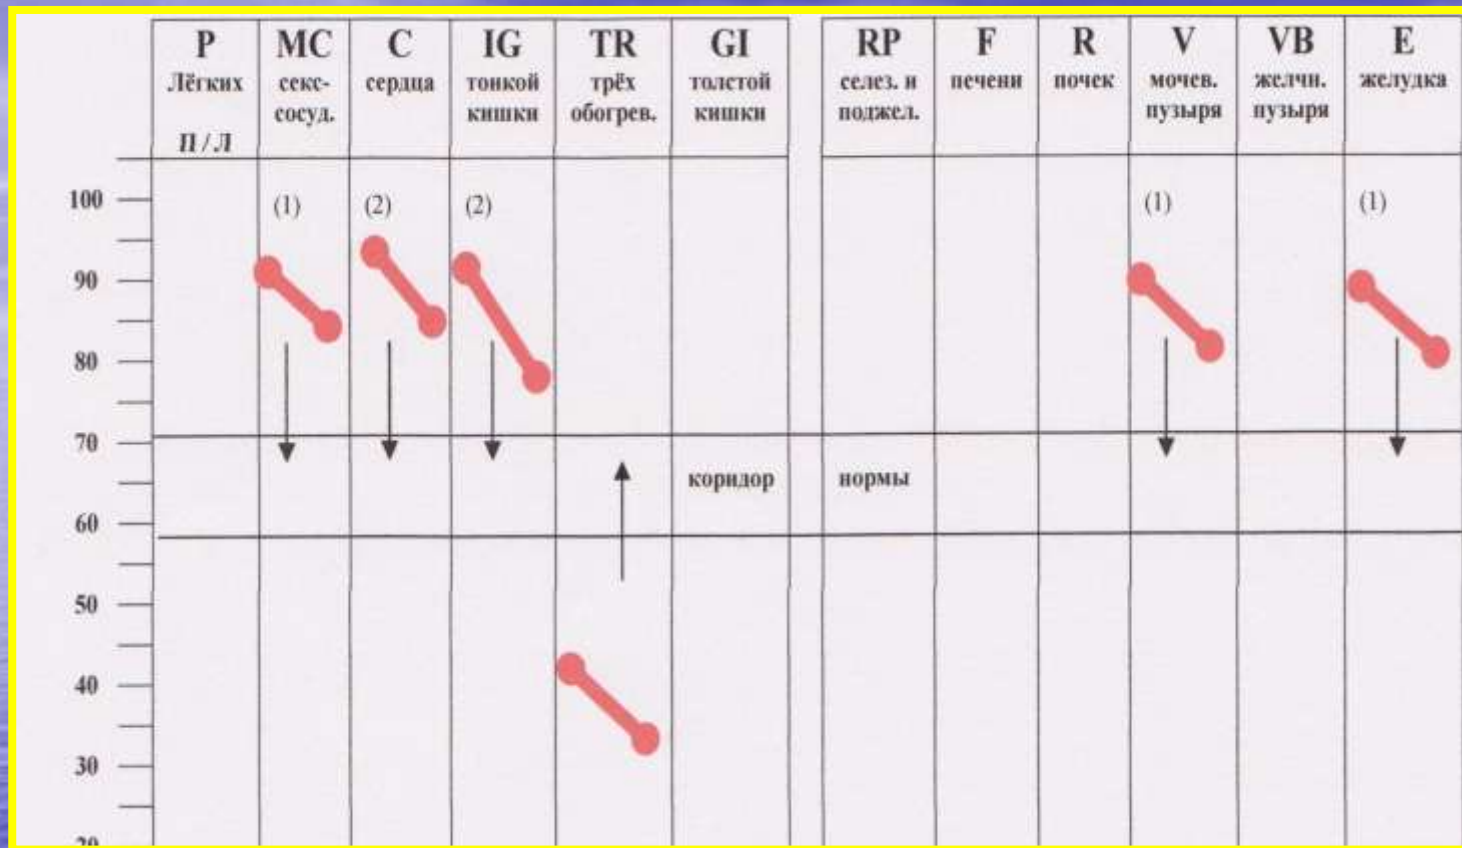 P MC C IG TR GI RP F R V VB E
Лёгких секс- сердца тонкой трёх толстой селез. и печени почек мочев. желчн. желудка
сосуд. кишки обогрев. кишки поджел. пузыря пузыря
П / Л
100 (1) (2) (2) (1) (1)
90
80
70
коридор нормы
60
50
40
30
20